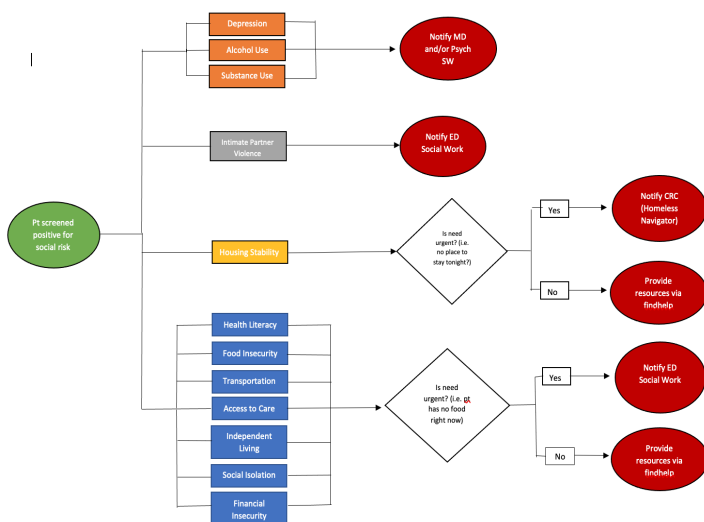 Pt screened
positive for
social risk
Depression
Alcohol Use
Substance Use
Notify MD
and/or Psych
SW
Intimate Partner
Violence
Notify ED
Social Work
Housing Stability
Is need
urgent? (i.e.
no place to
stay tonight?)
Yes
Notify CRC
(Homeless
Navigator)
No
Provide
resources via
findhelp
Health Literacy
Food Insecurity
Transportation
Access to Care
Independent
Living
Social Isolation
Financial
Insecurity
Is need
urgent? (i.e. pt
has no food
right now)
Yes
Notify ED
Social Work
No
Provide
resources via
findhelp